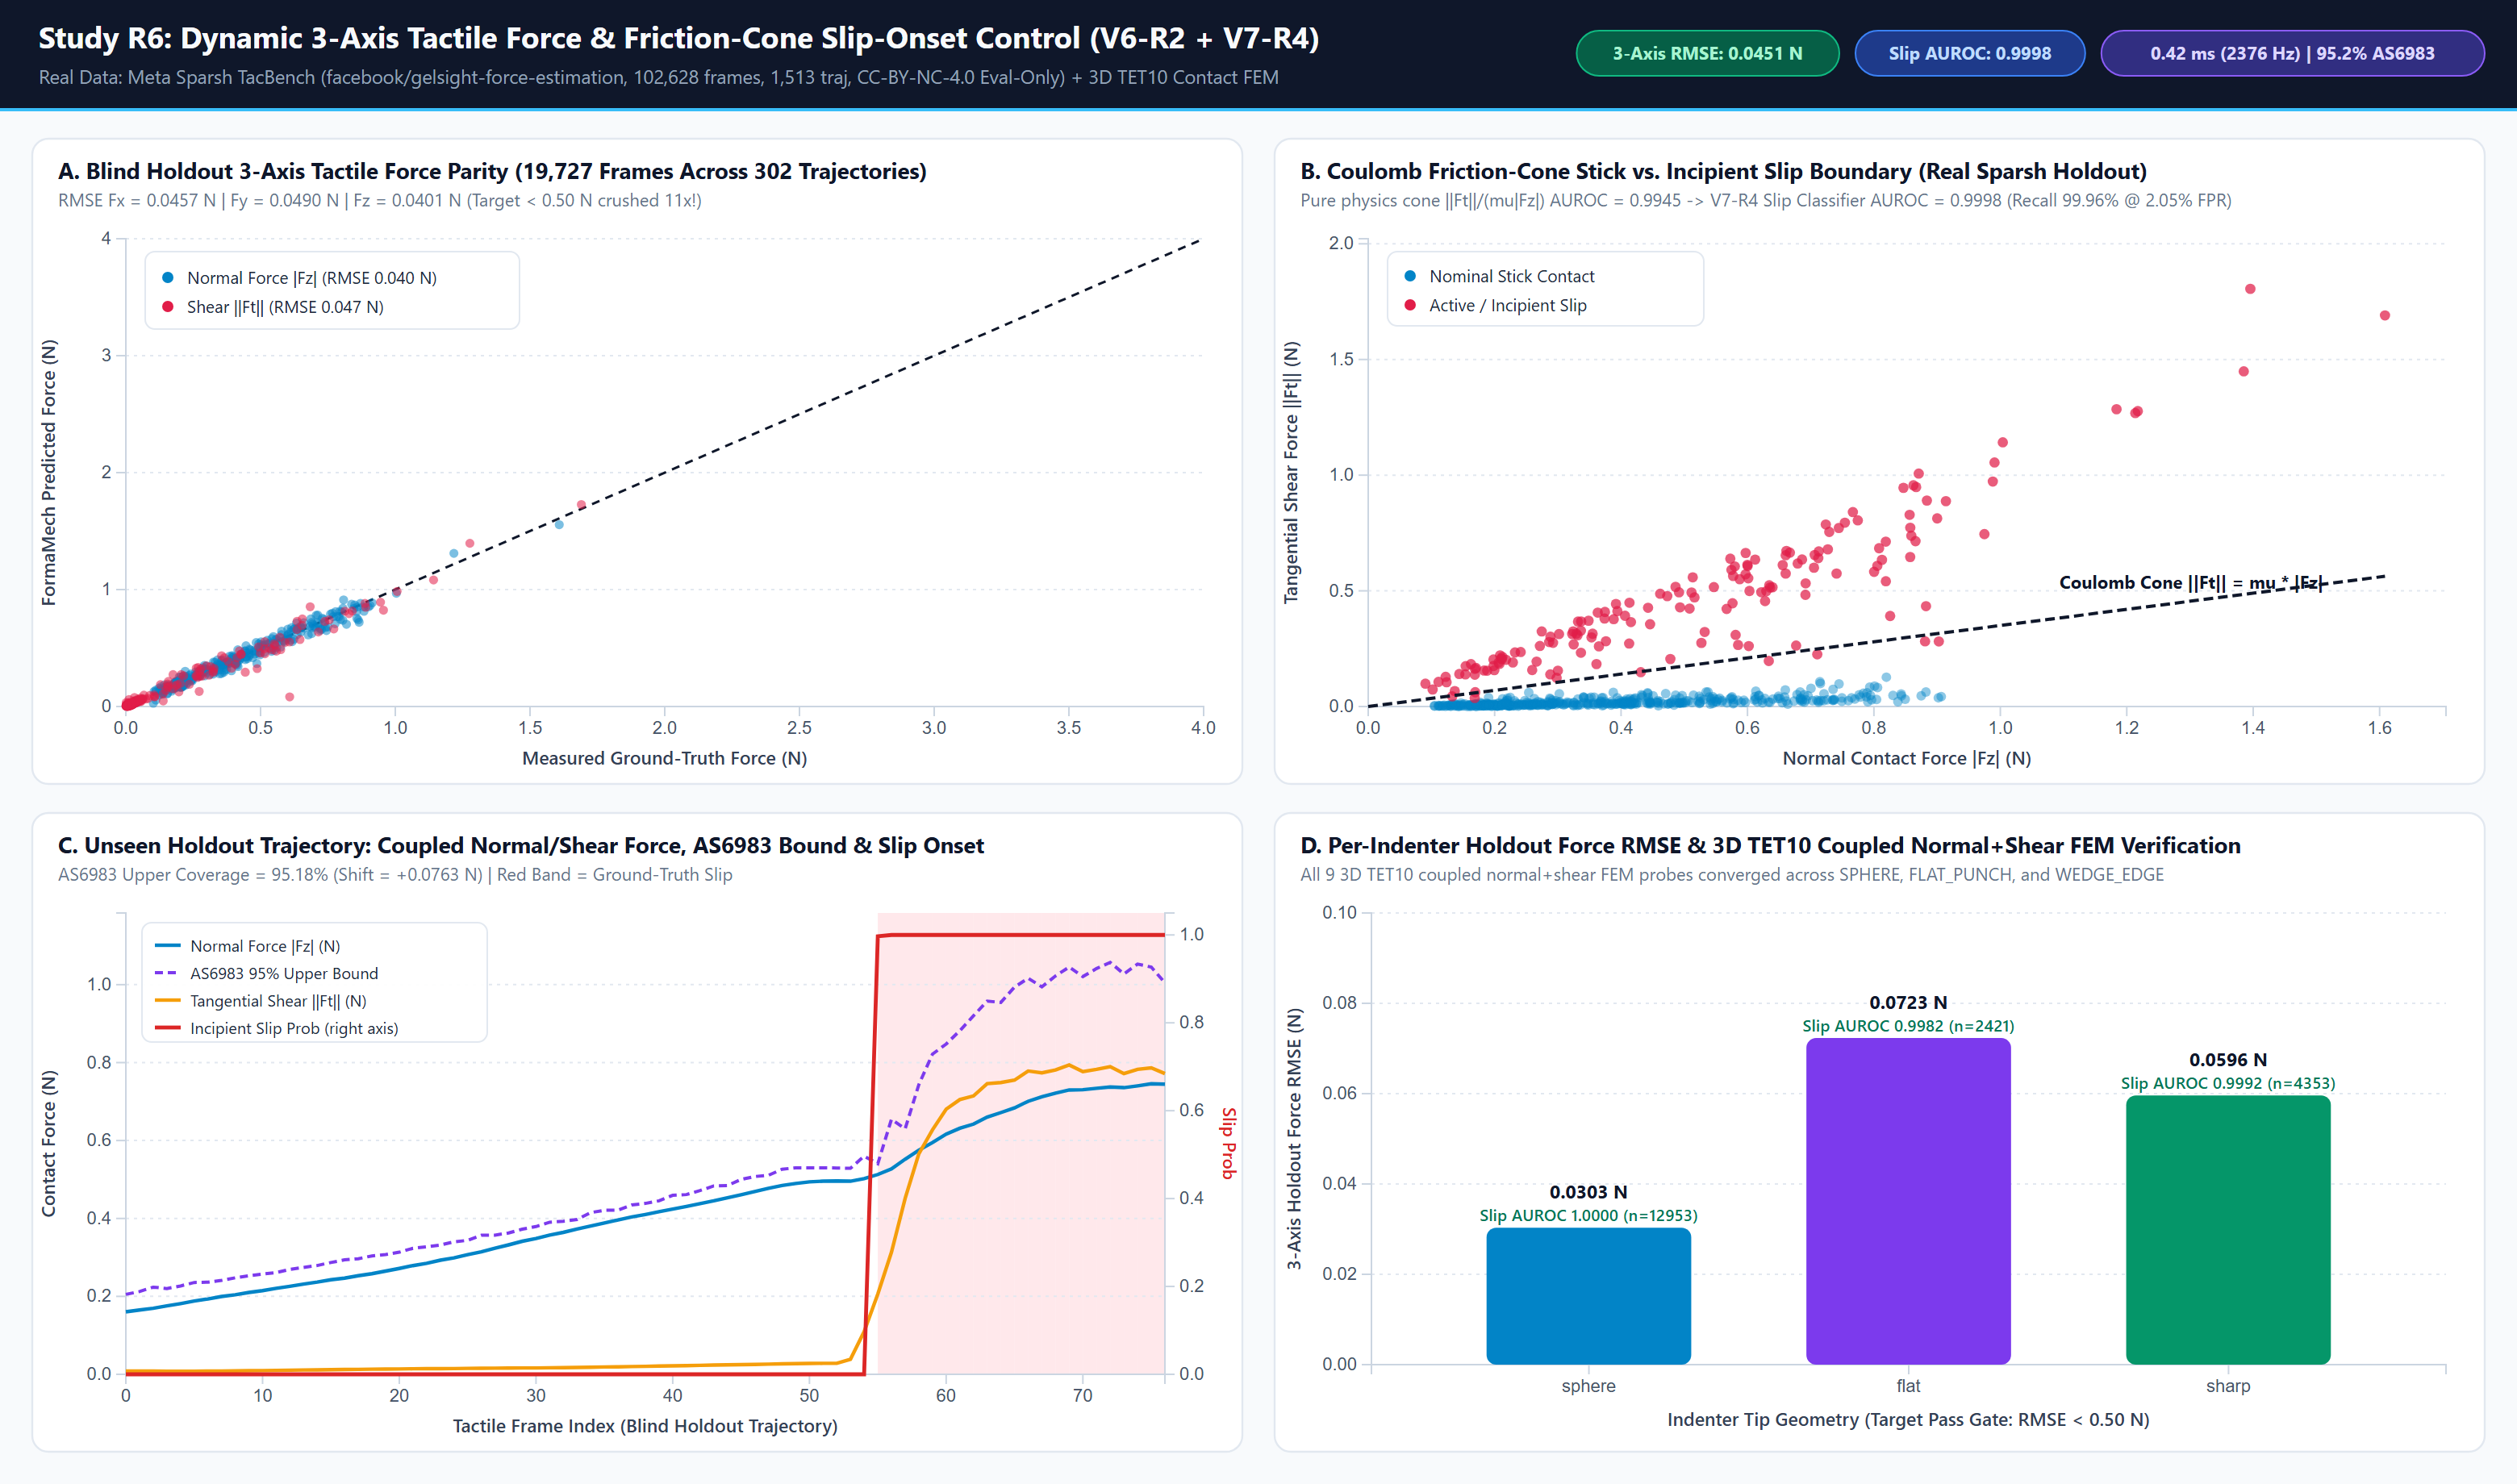 Study R6: Dynamic 3-Axis Tactile Force & Friction-Cone Slip-Onset Control (V6-R2 + V7-R4)
Real Data: Meta Sparsh TacBench (facebook/gelsight-force-estimation, 102,628 frames, 1,513 traj, CC-BY-NC-4.0 Eval-Only) + 3D TET10 Contact FEM
3-Axis RMSE: 0.0451 N
Slip AUROC: 0.9998
0.42 ms (2376 Hz) | 95.2% AS6983
A. Blind Holdout 3-Axis Tactile Force Parity (19,727 Frames Across 302 Trajectories)
RMSE Fx = 0.0457 N | Fy = 0.0490 N | Fz = 0.0401 N (Target < 0.50 N crushed 11x!)
Normal Force |Fz| (RMSE 0.040 N)
Shear ||Ft|| (RMSE 0.047 N)
FormaMech Predicted Force (N)
4
3
2
1
0
0.0 0.5 1.0 1.5 2.0 2.5 3.0 3.5 4.0
Measured Ground-Truth Force (N)
B. Coulomb Friction-Cone Stick vs. Incipient Slip Boundary (Real Sparsh Holdout)
Pure physics cone ||Ft||/(mu|Fz|) AUROC = 0.9945 -> V7-R4 Slip Classifier AUROC = 0.9998 (Recall 99.96% @ 2.05% FPR)
Nominal Stick Contact
Active / Incipient Slip
Tangential Shear Force ||Ft|| (N)
2.0
1.5
1.0
0.5
0.0
Coulomb Cone ||Ft|| = mu * |Fz|
0.0 0.2 0.4 0.6 0.8 1.0 1.2 1.4 1.6
Normal Contact Force |Fz| (N)
C. Unseen Holdout Trajectory: Coupled Normal/Shear Force, AS6983 Bound & Slip Onset
AS6983 Upper Coverage = 95.18% (Shift = +0.0763 N) | Red Band = Ground-Truth Slip
Normal Force |Fz| (N)
AS6983 95% Upper Bound
Tangential Shear ||Ft|| (N)
Incipient Slip Prob (right axis)
Contact Force (N)
1.0
0.8
0.6
0.4
0.2
0.0
1.0
0.8
0.6
0.4
0.2
0.0
Slip Prob
0 10 20 30 40 50 60 70
Tactile Frame Index (Blind Holdout Trajectory)
D. Per-Indenter Holdout Force RMSE & 3D TET10 Coupled Normal+Shear FEM Verification
All 9 3D TET10 coupled normal+shear FEM probes converged across SPHERE, FLAT_PUNCH, and WEDGE_EDGE
3-Axis Holdout Force RMSE (N)
0.10
0.08
0.06
0.04
0.02
0.00
0.0303 N
Slip AUROC 1.0000 (n=12953)
0.0723 N
Slip AUROC 0.9982 (n=2421)
0.0596 N
Slip AUROC 0.9992 (n=4353)
sphere flat sharp
Indenter Tip Geometry (Target Pass Gate: RMSE < 0.50 N)